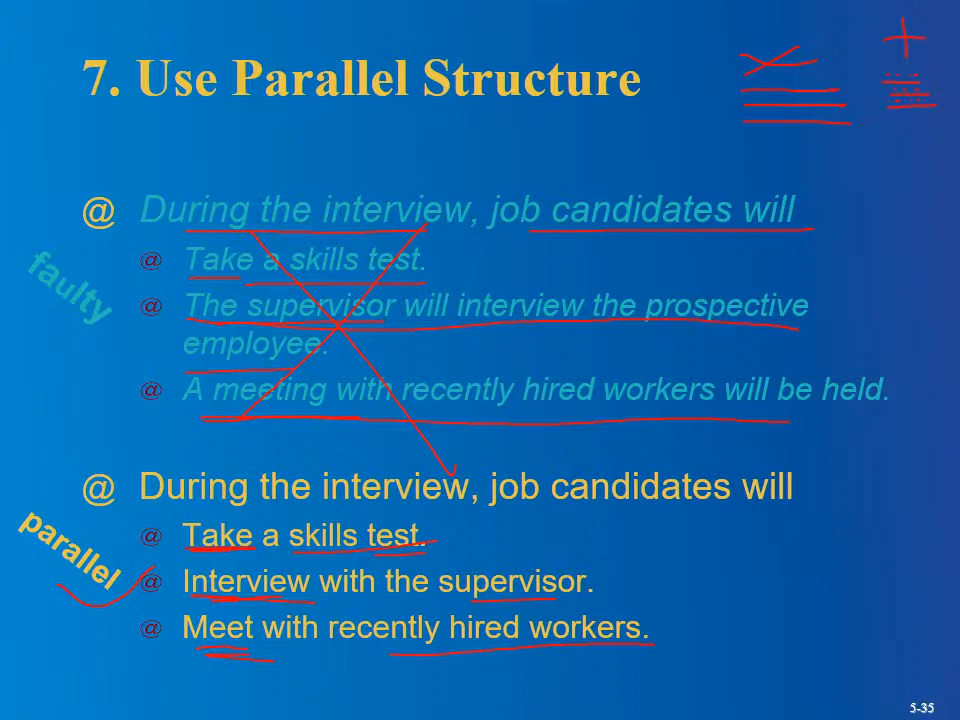 7. Use Parallel Structure
@ During the interview, job candidates will
@ Take a skills test.
@ The supervisor will interview the prospective
employee.
@ A meeting with recently hired workers will be held.
faulty
@ During the interview, job candidates will
@ Take a skills test.
@ Interview with the supervisor.
@ Meet with recently hired workers.
parallel
5-35